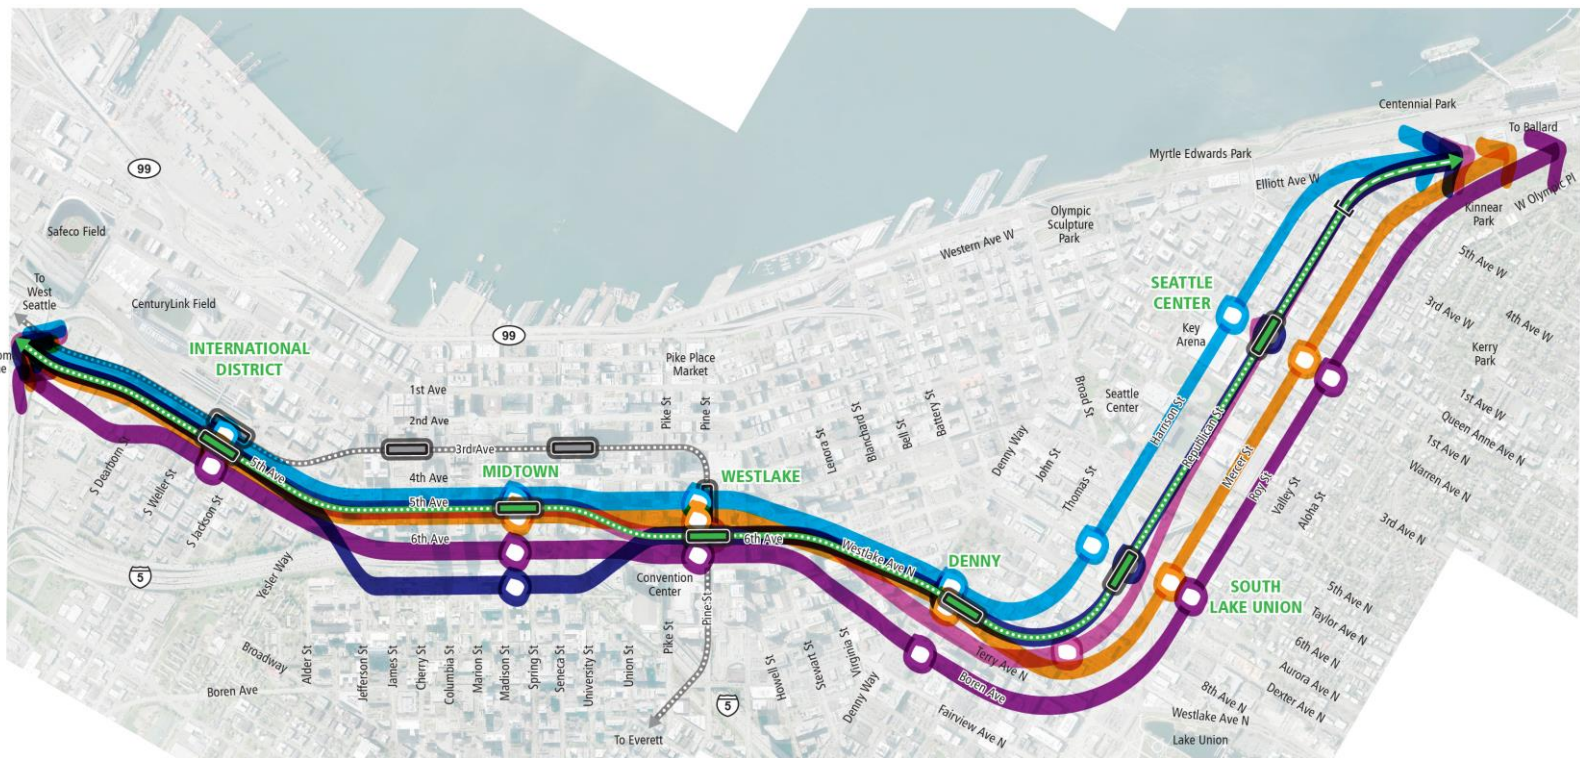 Centennial Park
To Ballard
Myrtle Edwards Park
99
Elliott Ave W
W Olympic Pl
Kinnear
Park
Olympic
Sculpture
Park
Safeco Field
Western Ave W
5th Ave W
To
West
Seattle
SEATTLE
CENTER
CenturyLink Field
3rd Ave W
4th Ave W
99
Key
Arena
INTERNATIONAL
DISTRICT
Pike Place
Market
Kerry
Park
1st Ave
2nd Ave
3rd Ave
4th Ave
5th Ave
6th Ave
Pike St
Pine St
Lenora St
Blanchard St
Bell St
Battery St
Broad St
Seattle
Center
Harrison St
Republican St
Mercer St
Roy St
1st Ave W
Queen Anne Ave N
1st Ave N
Warren Ave N
3rd Ave N
Denny Way
John St
Thomas St
Valley St
Aloha St
S Dearborn St
S Weller St
S Jackson St
5th Ave
MIDTOWN
WESTLAKE
6th Ave
Westlake Ave N
DENNY
SOUTH
LAKE UNION
5
Yesler Way
Convention
Center
Pine St
Broadway
Boren Ave
Alder St
Jefferson St
James St
Cherry St
Columbia St
Marion St
Madison St
Spring St
Seneca St
University St
Union St
Pike St
5
To Everett
Howell St
Stewart St
Virginia St
Denny Way
Terry Ave N
Boren Ave
Fairview Ave N
5th Ave N
Taylor Ave N
6th Ave N
Aurora Ave N
Dexter Ave N
8th Ave N
Westlake Ave N
Lake Union